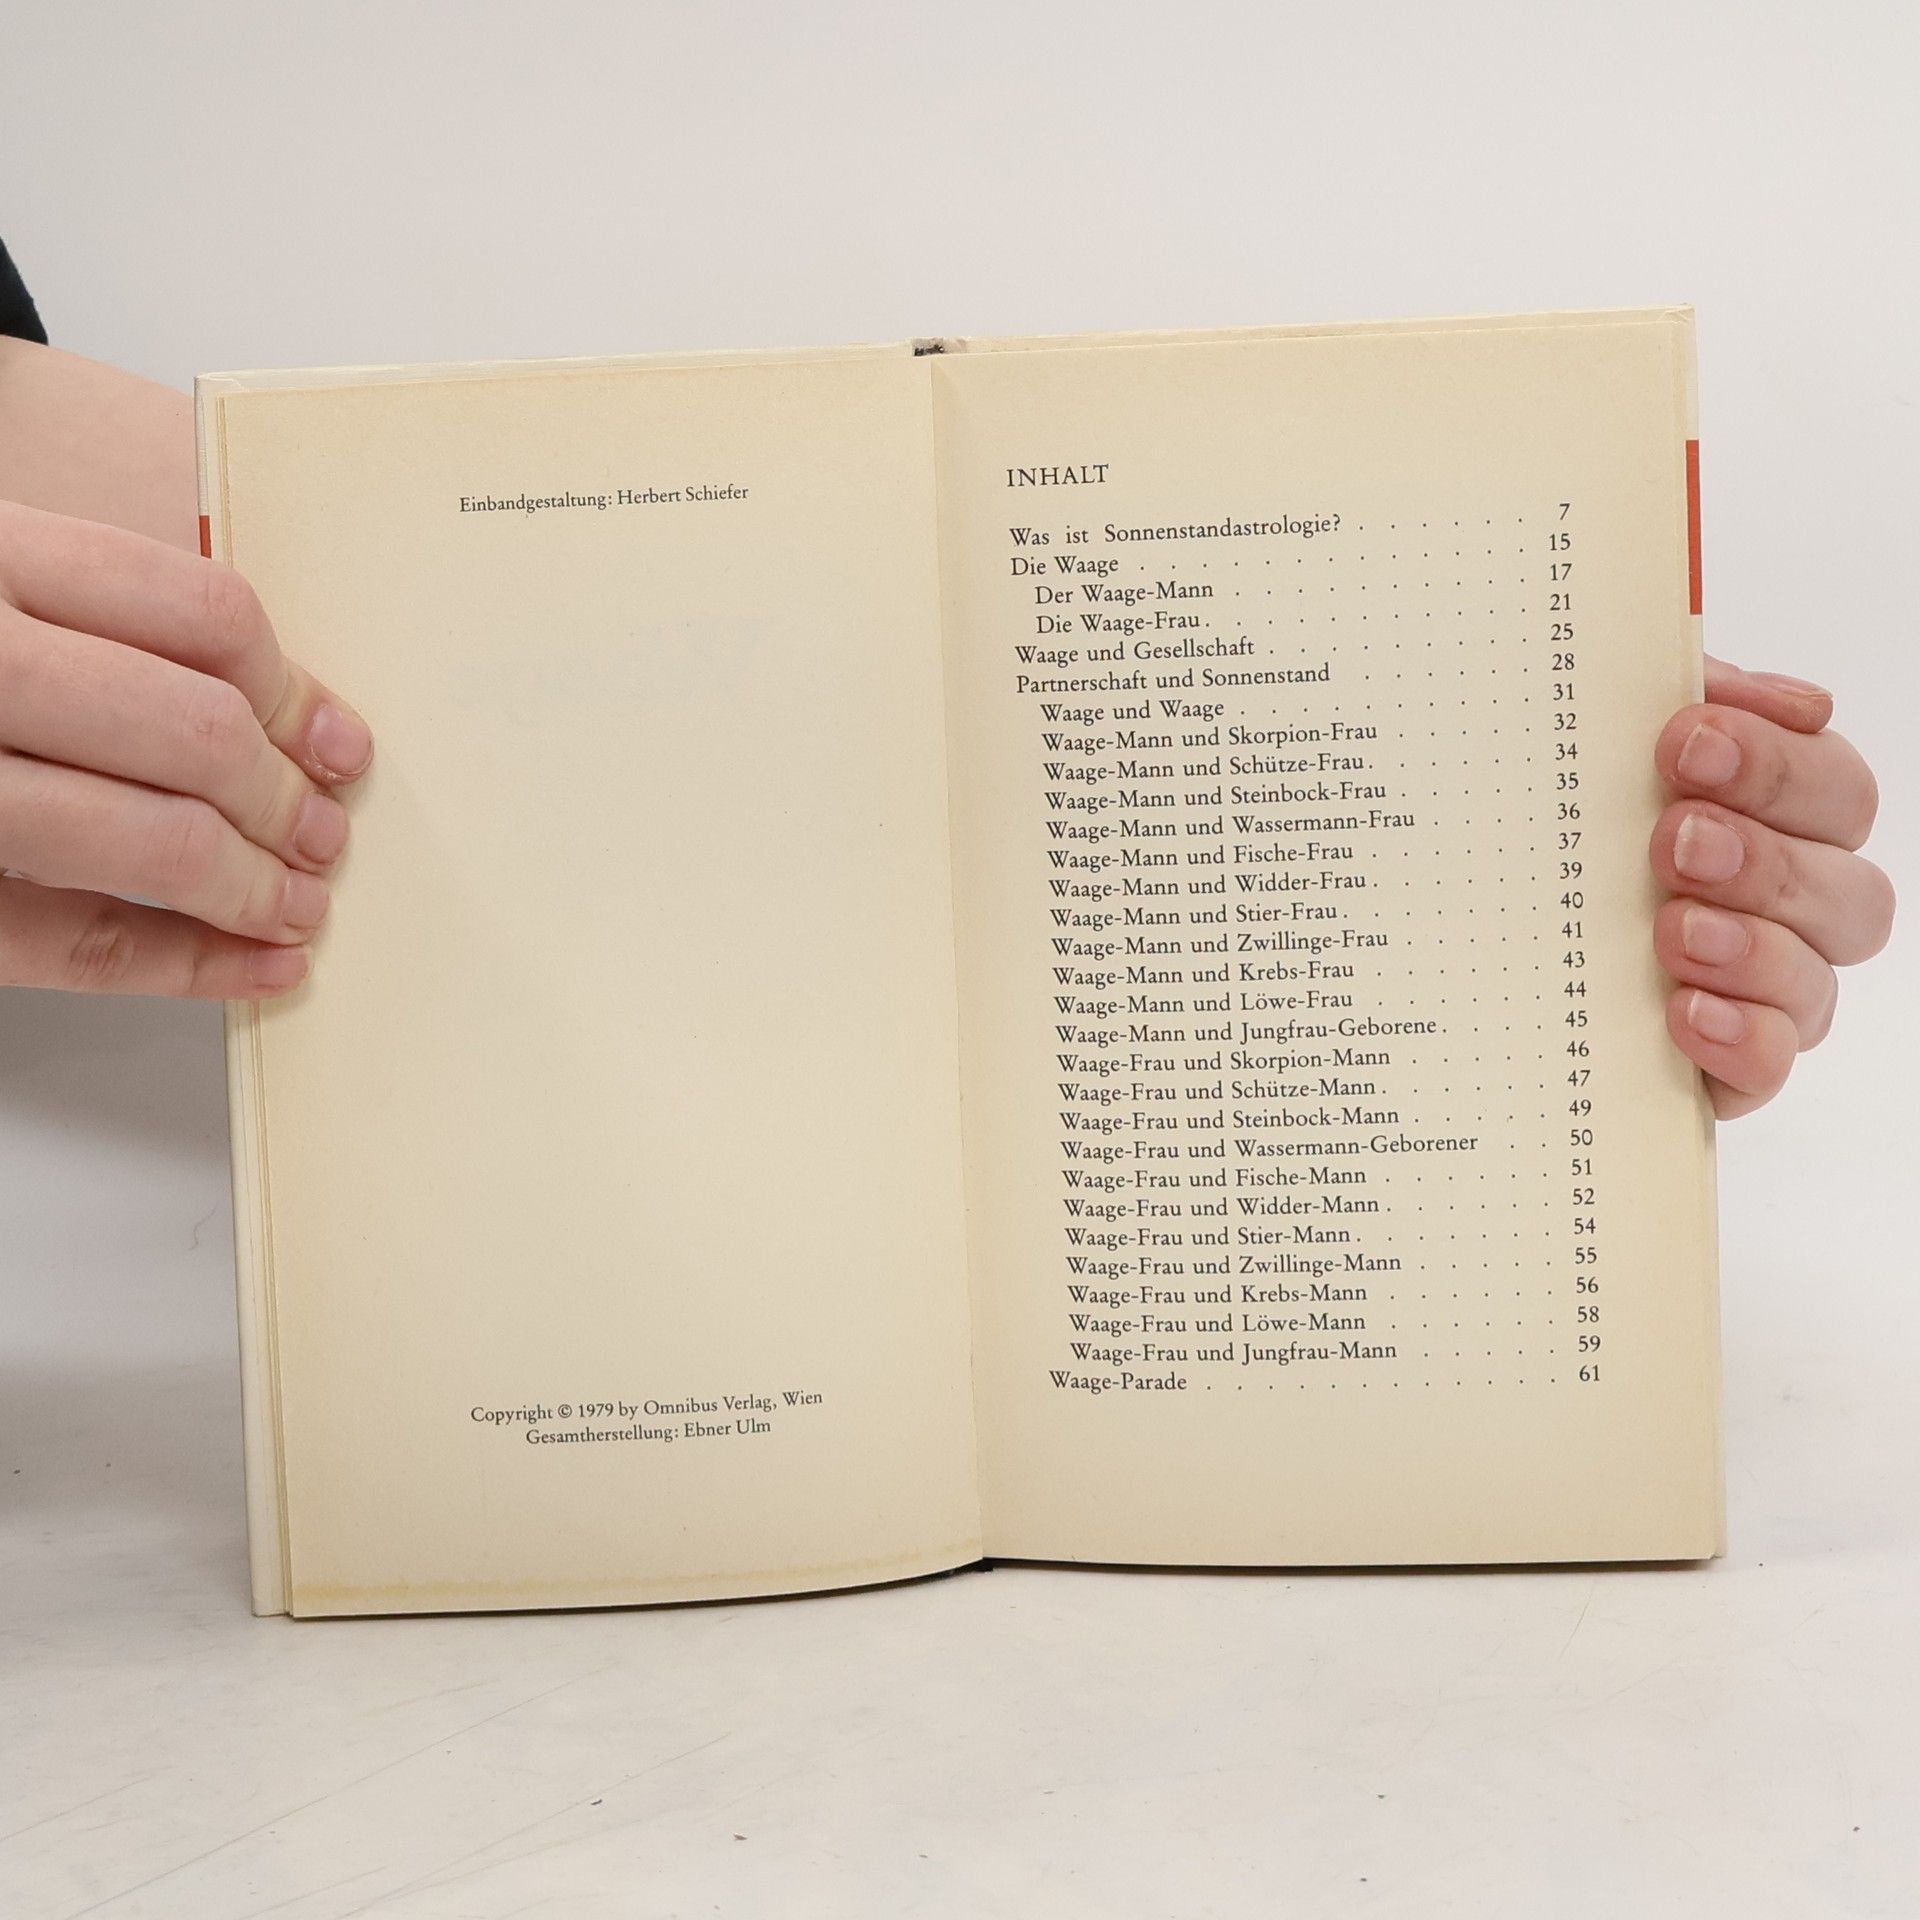 Einbandgestaltung: Herbert Schiefer
Copyright © 1979 by Omnibus Verlag, Wien
Gesamtherstellung: Ebner Ulm
INHALT
Was ist Sonnenstandastrologie? . . . . . . 7
Die Waage . . . . . . . . . . . . . 15
Der Waage-Mann . . . . . . . . . . 17
Die Waage-Frau . . . . . . . . . . . 21
Waage und Gesellschaft . . . . . . . . . 25
Partnerschaft und Sonnenstand . . . . . . 28
Waage und Waage . . . . . . . . . . 31
Waage-Mann und Skorpion-Frau . . . . . 32
Waage-Mann und Schütze-Frau . . . . . . 34
Waage-Mann und Steinbock-Frau . . . . . 35
Waage-Mann und Wassermann-Frau . . . . 36
Waage-Mann und Fische-Frau . . . . . . 37
Waage-Mann und Widder-Frau . . . . . . 39
Waage-Mann und Stier-Frau . . . . . . . 40
Waage-Mann und Zwillinge-Frau . . . . . 41
Waage-Mann und Krebs-Frau . . . . . . 43
Waage-Mann und Löwe-Frau . . . . . . 44
Waage-Mann und Jungfrau-Geborene . . . . 45
Waage-Frau und Skorpion-Mann . . . . . 46
Waage-Frau und Schütze-Mann . . . . . . 47
Waage-Frau und Steinbock-Mann . . . . . 49
Waage-Frau und Wassermann-Geborener . . 50
Waage-Frau und Fische-Mann . . . . . . 51
Waage-Frau und Widder-Mann . . . . . . 52
Waage-Frau und Stier-Mann . . . . . . . 54
Waage-Frau und Zwillinge-Mann . . . . . 55
Waage-Frau und Krebs-Mann . . . . . . 56
Waage-Frau und Löwe-Mann . . . . . . 58
Waage-Frau und Jungfrau-Mann . . . . . 59
Waage-Parade . . . . . . . . . . . . 61